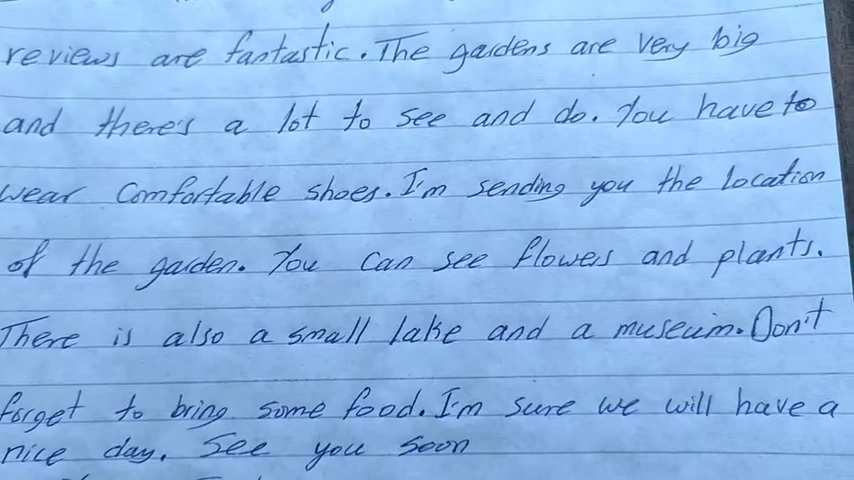 reviews are fantastic. The gardens are very big
and there's a lot to see and do. You have to
wear comfortable shoes. I'm sending you the location
of the garden. You can see flowers and plants.
There is also a small lake and a museum. Don't
forget to bring some food. I'm sure we will have a
nice day. See you soon